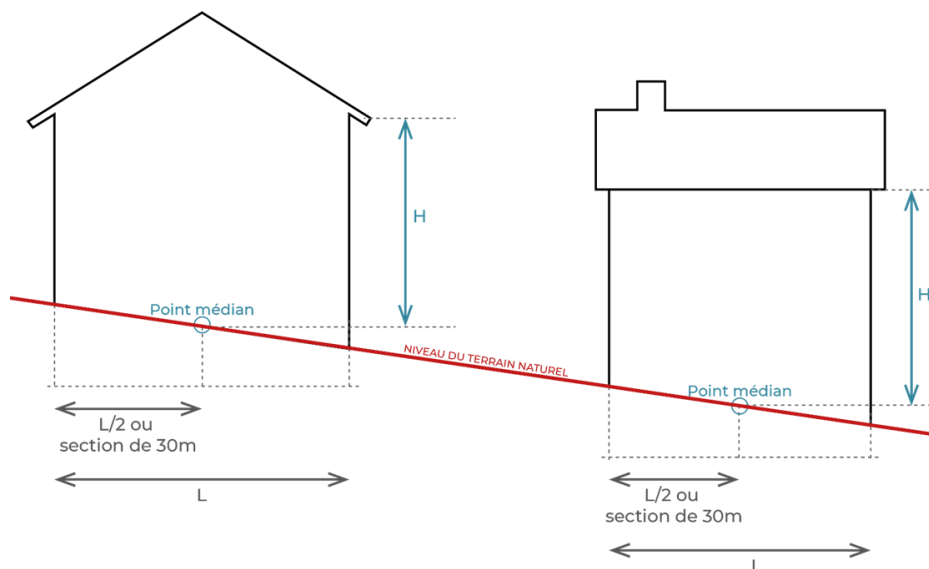 H
Point médian
NIVEAU DU TERRAIN NATUREL
L/2 ou
section de 30m
L
H
Point médian
L/2 ou
section de 30m
L